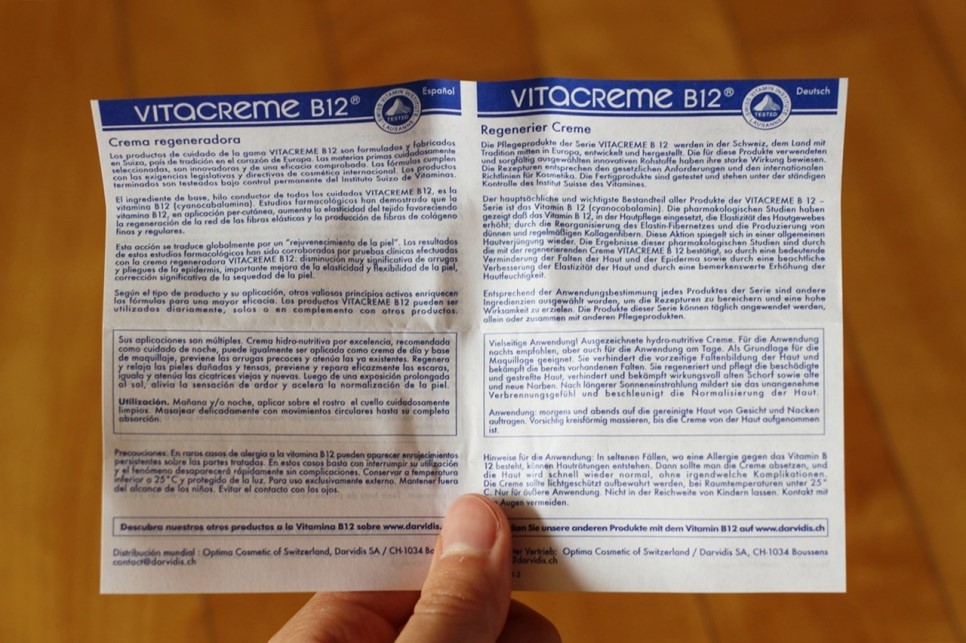 VITACREME B12®
Español
SWISS VITAMIN INSTITUTE
TESTED
LAUSANNE
Crema regeneradora
Los productos de cuidado de la gama VITACREME B12 son formulados y fabricados
en Suiza, país de tradición en el corazón de Europa. Las materias primas cuidadosamente
seleccionadas, son innovadoras y de una eficacia comprobada. Las fórmulas cumplen
con las exigencias legislativas y directivas de cosmética internacional. Los productos
terminados son testeados bajo control permanente del Instituto Suizo de Vitaminas.
El ingrediente de base, hilo conductor de todos los cuidados VITACREME B12, es la
vitamina B12 (cyanocabalamina). Estudios farmacológicos han demostrado que la
vitamina B12, en aplicación per-cutánea, aumenta la elasticidad del tejido favoreciendo
la regeneración de la red de las fibras elásticas y la producción de fibras de colágeno
finos y regulares.
Esta acción se traduce globalmente por un "rejuvenecimiento de la piel". Los resultados
de estos estudios farmacológicos han sido corroborados por pruebas clínicas efectuadas
con la crema regeneradora VITACREME B12: disminución muy significativa de arrugas
y pliegues de la epidermis, importante mejora de la elasticidad y flexibilidad de la piel,
corrección significativa de la sequedad de la piel.
Según el tipo de producto y su aplicación, otros valiosos principios activos enriquecen
las fórmulas para una mayor eficacia. Los productos VITACREME B12 pueden ser
utilizados diariamente, solos o en complemento con otros productos.
Sus aplicaciones son múltiples. Crema hidro-nutritiva por excelencia, recomendada
como cuidado de noche, puede igualmente ser aplicada como crema de día y base
de maquillaje, previene las arrugas precoces y atenúa las ya existentes. Regenera
y relaja las pieles dañadas y tensas, previene y repara eficazmente las escaras,
iguala y atenúa las cicatrices viejas y nuevas. Luego de una exposición prolongada
al sol, alivia la sensación de ardor y acelera la normalización de la piel.
Utilización. Mañana y/o noche, aplicar sobre el rostro el cuello cuidadosamente
limpios. Masajear delicadamente con movimientos circulares hasta su completa
absorción.
Precauciones: En raros casos de alergia a la vitamina B12 pueden aparecer enrojecimientos
persistentes sobre las partes tratadas. En estos casos basta con interrumpir su utilización
y el fenómeno desaparecerá rápidamente sin complicaciones. Conservar a temperatura
inferior a 25°C y protegido de la luz. Para uso exclusivamente externo. Mantener fuera
del alcance de los niños. Evitar el contacto con los ojos.
Descubra nuestros otros productos a la Vitamina B12 sobre www.darvidis.
Distribución mundial : Optima Cosmetic of Switzerland, Darvidis SA / CH-1034 Bo
contact@darvidis.ch
VITACREME B12®
Deutsch
SWISS VITAMIN INSTITUTE
TESTED
LAUSANNE
Regenerier Creme
Die Pflegeprodukte der Serie VITACREME B 12 werden in der Schweiz, dem Land mit
Tradition mitten in Europa, entwickelt und hergestellt. Die für diese Produkte verwendeten
und sorgfältig ausgewählten innovativen Rohstoffe haben ihre starke Wirkung bewiesen.
Die Rezepturen entsprechen den gesetzlichen Anforderungen und den internationalen
Richtlinien für Kosmetika. Die Fertigprodukte sind getestet und stehen unter der ständigen
Kontrolle des Institut Suisse des Vitamines.
Der hauptsächliche und wichtigste Bestandteil aller Produkte der VITACREME B 12 –
Serie ist das Vitamin B 12 (cyanocobalamin). Die pharmakologischen Studien haben
gezeigt daß das Vitamin B 12, in der Hautpflege eingesetzt, die Elastizität des Hautgewebes
erhöht; durch die Reorganisierung des Elastin-Fibernetzes und die Produzierung von
dünnen und regelmäßigen Kollagenfibern. Diese Aktion spiegelt sich in einer allgemeinen
Hautverjüngung wieder. Die Ergebnisse dieser pharmakologischen Studien sind durch
die mit der regenerierenden Creme VITACREME B 12 bestätigt, so durch eine bedeutende
Verminderung der Falten der Haut und der Epiderma sowie durch eine beachtliche
Verbesserung der Elastizität der Haut und durch eine bemerkenswerte Erhöhung der
Hautfeuchtigkeit.
Entsprechend der Anwendungsbestimmung jedes Produktes der Serie sind andere
Ingredienzien ausgewählt worden, um die Rezepturen zu bereichern und eine hohe
Wirksamkeit zu erzielen. Die Produkte dieser Serie können täglich angewendet werden,
allein oder zusammen mit anderen Pflegeprodukten.
Vielseitige Anwendung! Ausgezeichnete hydro-nutritive Creme. Für die Anwendung
nachts empfohlen, aber auch für die Anwendung am Tage. Als Grundlage für die
Maquillage geeignet. Sie verhindert die vorzeitige Faltenbildung der Haut und
bekämpft die bereits vorhandenen Falten. Sie regeneriert und pflegt die beschädigte
und gestreßte Haut, verhindert und bekämpft wirkungsvoll alten Schorf sowie alte
und neue Narben. Nach längerer Sonneneinstrahlung mildert sie das unangenehme
Verbrennungsgefühl und beschleunigt die Normalisierung der Haut.
Anwendung: morgens und abends auf die gereinigte Haut von Gesicht und Nacken
auftragen. Vorsichtig kreisförmig massieren, bis die Creme von der Haut aufgenommen
ist.
Hinweise für die Anwendung: In seltenen Fällen, wo eine Allergie gegen das Vitamin B
12 besteht, können Hautrötungen entstehen. Dann sollte man die Creme absetzen, und
die Haut wird schnell wieder normal, ohne irgendwelche Komplikationen.
Die Creme sollte lichtgeschützt aufbewahrt werden, bei Raumtemperaturen unter 25°
C. Nur für äußere Anwendung. Nicht in der Reichweite von Kindern lassen. Kontakt mit
Augen vermeiden.
Sie unsere anderen Produkte mit dem Vitamin B12 auf www.darvidis.ch
Vertrieb: Optima Cosmetic of Switzerland / Darvidis SA, CH-1034 Boussens
@darvidis.ch